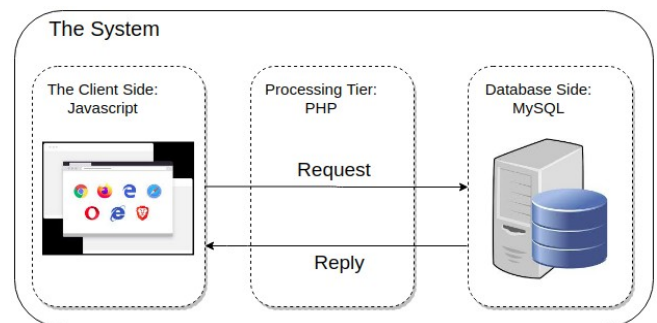 The System
The Client Side:
Javascript
Processing Tier:
PHP
Database Side:
MySQL
Request
Reply